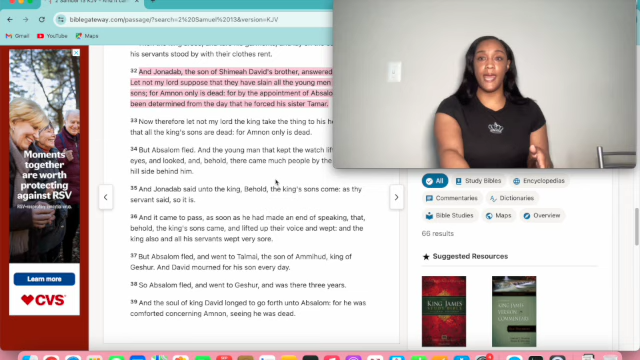 2 Samuel 13 KJV - And it cam
biblegateway.com/passage/?search=2%20Samuel%2013&version=KJV
Gmail YouTube Maps
his servants stood by with their clothes rent.
32 And Jonadab, the son of Shimeah David's brother, answered
Let not my lord suppose that they have slain all the young men
sons; for Amnon only is dead: for by the appointment of Absalo
been determined from the day that he forced his sister Tamar.
33 Now therefore let not my lord the king take the thing to his he
that all the king's sons are dead: for Amnon only is dead.
34 But Absalom fled. And the young man that kept the watch lif
eyes, and looked, and, behold, there came much people by the
hill side behind him.
35 And Jonadab said unto the king, Behold, the king's sons come: as thy
servant said, so it is.
36 And it came to pass, as soon as he had made an end of speaking, that,
behold, the king's sons came, and lifted up their voice and wept: and the
king also and all his servants wept very sore.
37 But Absalom fled, and went to Talmai, the son of Ammihud, king of
Geshur. And David mourned for his son every day.
38 So Absalom fled, and went to Geshur, and was there three years.
39 And the soul of king David longed to go forth unto Absalom: for he was
comforted concerning Amnon, seeing he was dead.
Moments
together are
worth
protecting
against RSV
Learn more
CVS
All Study Bibles Encyclopedias
Commentaries Dictionaries
Bible Studies Maps Overview
66 results
Suggested Resources
KING JAMES
KING JAMES
VERSION
COMMENTARY